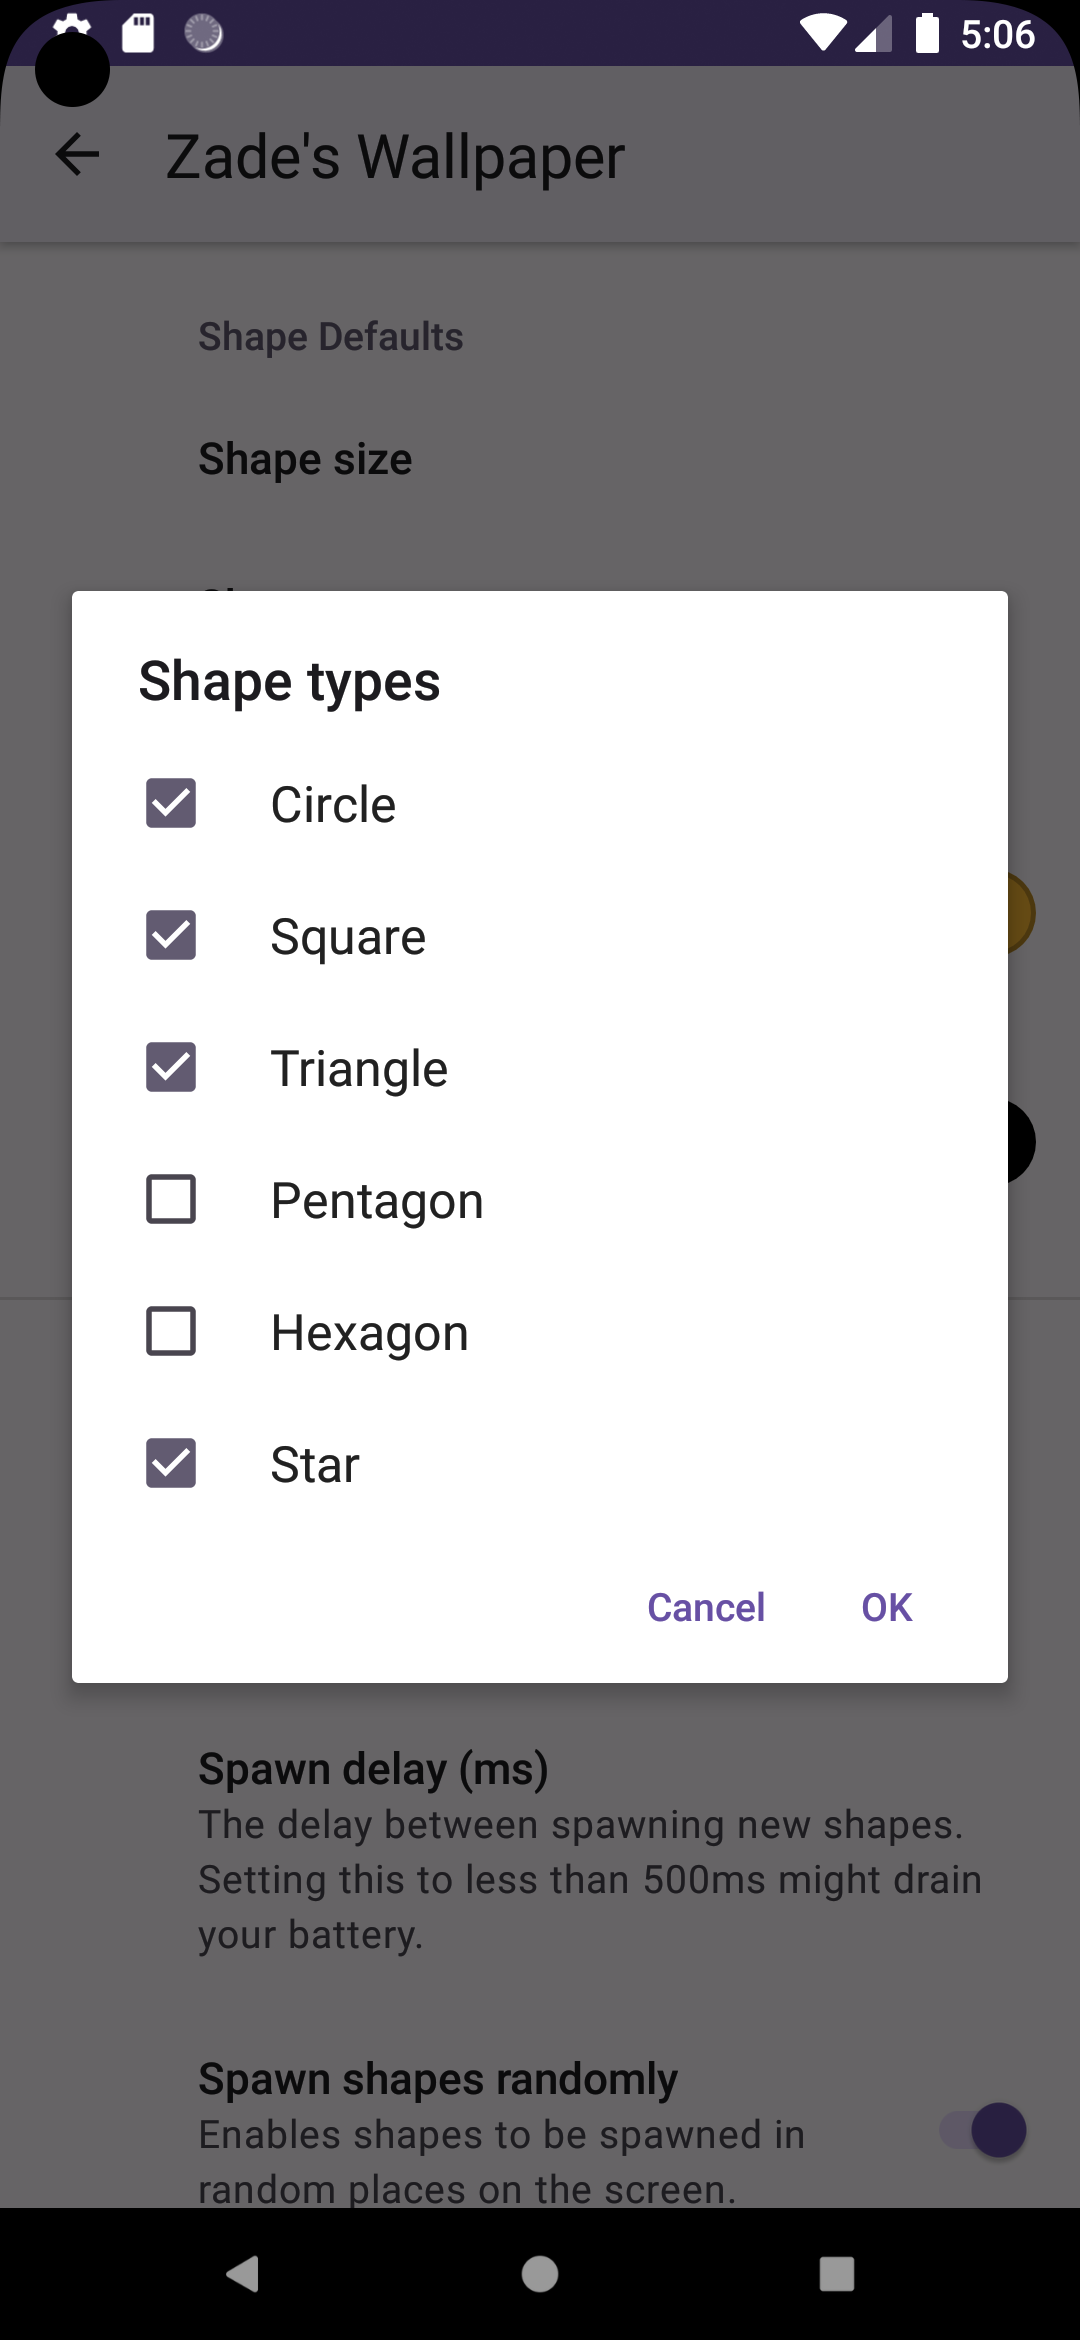 5:06
Zade's Wallpaper
Shape Defaults
Shape size
Shape types
Circle
Square
Triangle
Pentagon
Hexagon
Star
Cancel OK
Spawn delay (ms)
The delay between spawning new shapes.
Setting this to less than 500ms might drain
your battery.
Spawn shapes randomly
Enables shapes to be spawned in
random places on the screen.